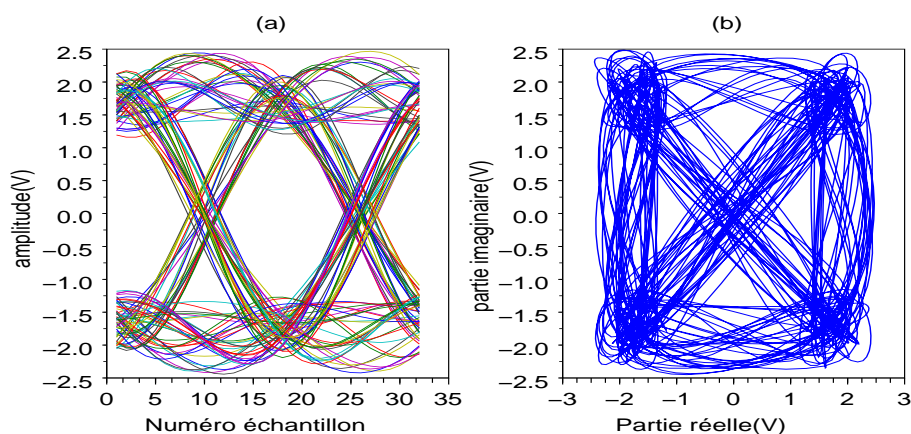 (a)
amplitude(V)
2.5
2.0
1.5
1.0
0.5
0.0
−0.5
−1.0
−1.5
−2.0
−2.5
0 5 10 15 20 25 30 35
Numéro échantillon
(b)
partie imaginaire(V)
2.5
2.0
1.5
1.0
0.5
0.0
−0.5
−1.0
−1.5
−2.0
−2.5
−3 −2 −1 0 1 2 3
Partie réelle(V)